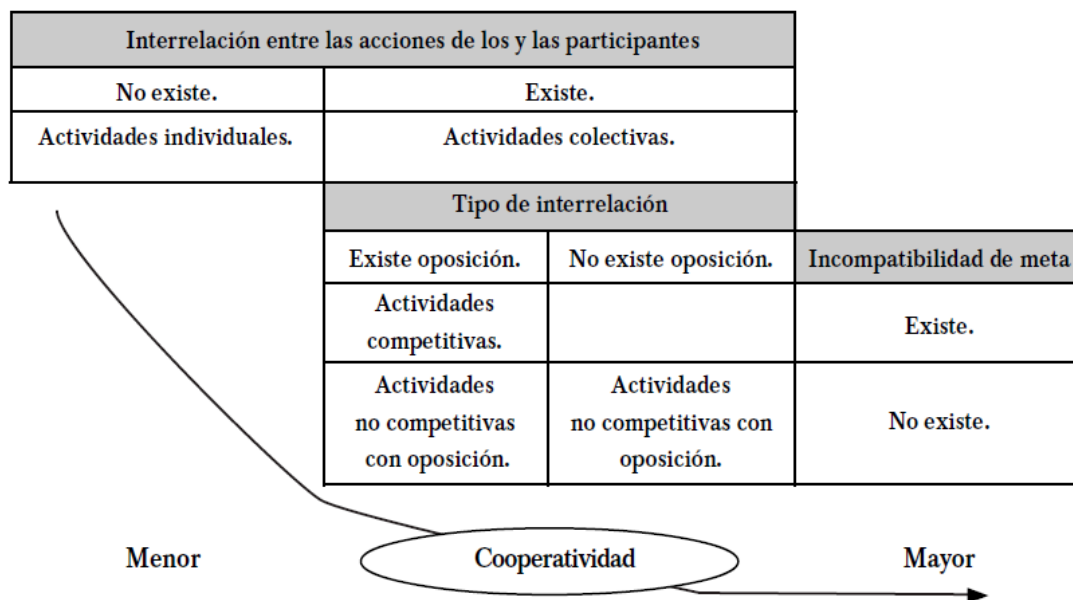 Interrelación entre las acciones de los y las participantes
No existe.
Existe.
Actividades individuales.
Actividades colectivas.
Tipo de interrelación
Existe oposición.
No existe oposición.
Incompatibilidad de meta
Actividades
competitivas.
Existe.
Actividades
no competitivas
con oposición.
Actividades
no competitivas con
oposición.
No existe.
Menor
Cooperatividad
Mayor